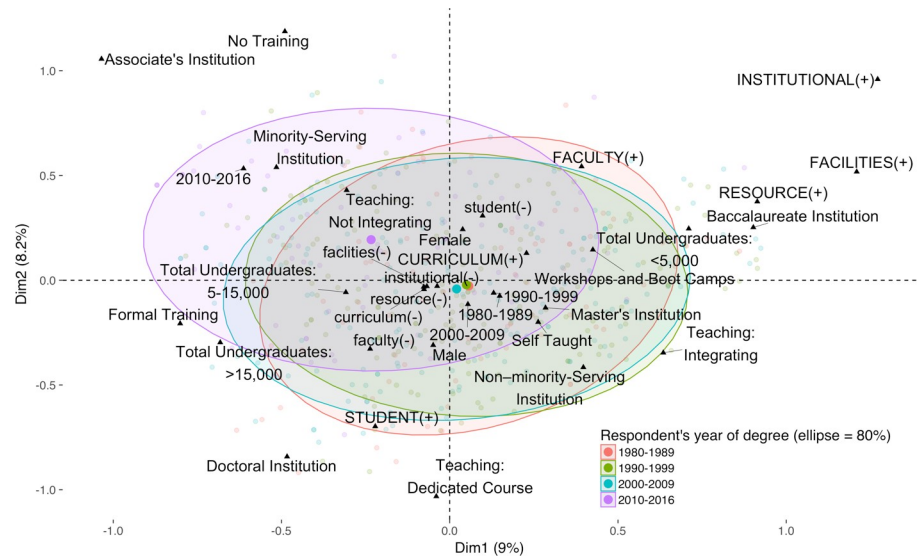 No Training
Associate's Institution
1.0
INSTITUTIONAL(+)
Minority-Serving
Institution
FACULTY(+)
FACILITIES(+)
0.5
2010-2016
RESOURCE(+)
Teaching:
Not Integrating
student(-)
Baccalaureate Institution
Female
Total Undergraduates:
<5,000
faclities(-)
CURRICULUM(+)
Total Undergraduates:
5-15,000
institutional(-)
Workshops and Boot Camps
0.0
resource(-)
1990-1999
Formal Training
curriculum(-)
1980-1989
Master's Institution
2000-2009
faculty(-)
Self Taught
Teaching:
Integrating
Total Undergraduates:
>15,000
Male
Non–minority-Serving
Institution
-0.5
STUDENT(+)
Respondent's year of degree (ellipse = 80%)
1980-1989
1990-1999
2000-2009
2010-2016
Doctoral Institution
Teaching:
Dedicated Course
-1.0
-1.0
-0.5
0.0
0.5
1.0
Dim1 (9%)
Dim2 (8.2%)